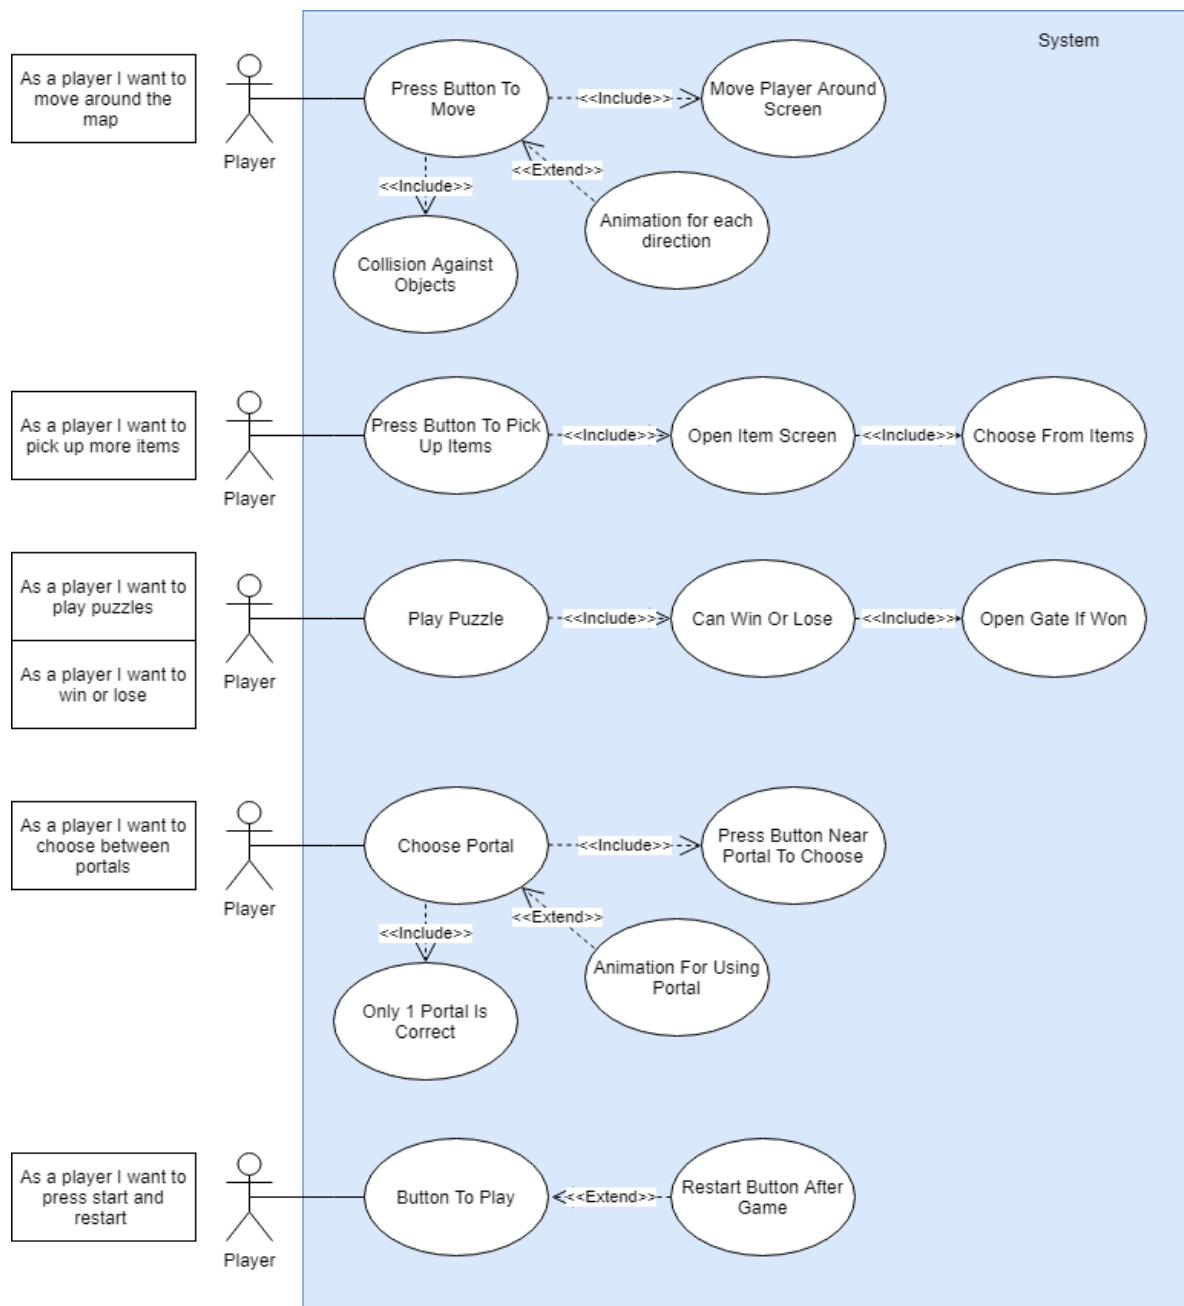 System
As a player I want to
move around the
map
Player
Press Button To
Move
<<Include>>
Move Player Around
Screen
<<Include>>
<<Extend>>
Animation for each
direction
Collision Against
Objects
As a player I want to
pick up more items
Player
Press Button To Pick
Up Items
<<Include>>
Open Item Screen
<<Include>>
Choose From Items
As a player I want to
play puzzles
As a player I want to
win or lose
Player
Play Puzzle
<<Include>>
Can Win Or Lose
<<Include>>
Open Gate If Won
As a player I want to
choose between
portals
Player
Choose Portal
<<Include>>
Press Button Near
Portal To Choose
<<Include>>
<<Extend>>
Animation For Using
Portal
Only 1 Portal Is
Correct
As a player I want to
press start and
restart
Player
Button To Play
<<Extend>>
Restart Button After
Game